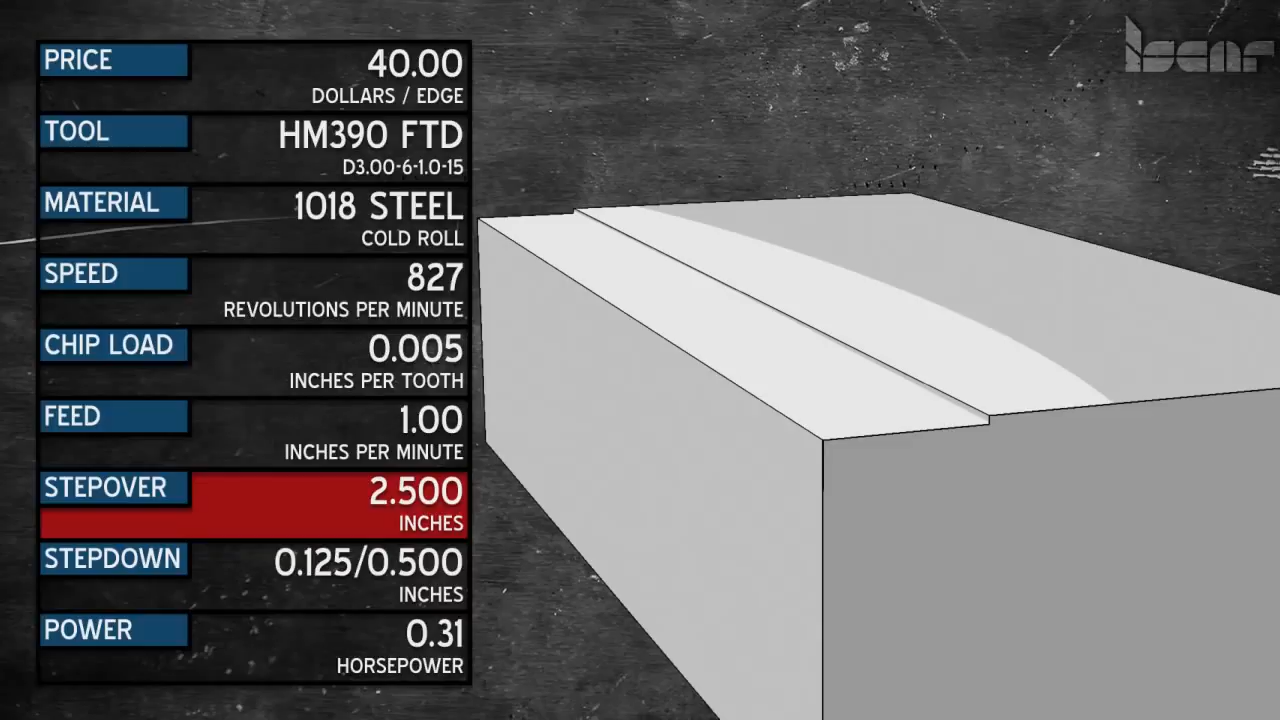 Iscar
PRICE
40.00
DOLLARS / EDGE
TOOL
HM390 FTD
D3.00-6-1.0-15
MATERIAL
1018 STEEL
COLD ROLL
SPEED
827
REVOLUTIONS PER MINUTE
CHIP LOAD
0.005
INCHES PER TOOTH
FEED
1.00
INCHES PER MINUTE
STEPOVER
2.500
INCHES
STEPDOWN
0.125/0.500
INCHES
POWER
0.31
HORSEPOWER